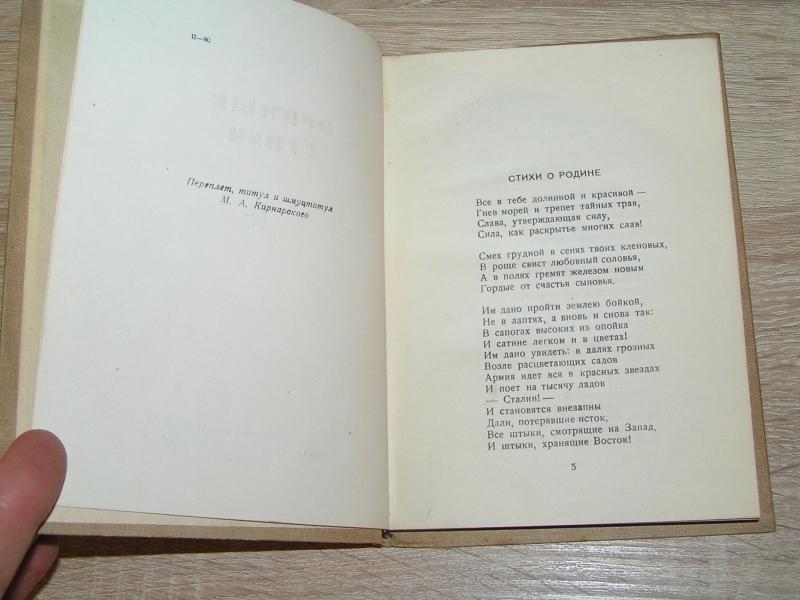 П—80
Переплет, титул и шмуцтитул
М. А. Кирнарского
СТИХИ О РОДИНЕ
Все в тебе долинной и красивой —
Гнев морей и трепет тайных трав,
Слава, утверждающая силу,
Сила, как раскрытье многих слав!
Смех грудной в сенях твоих кленовых,
В роще свист любовный соловья,
А в полях гремят железом новым
Гордые от счастья сыновья.
Им дано пройти землею бойкой,
Не в лаптях, а вновь и снова так:
В сапогах высоких из опойка
И сатине легком и в цветах!
Им дано увидеть: в далях грозных
Возле расцветающих садов
Армия идет вся в красных звездах
И поет на тысячу ладов
— Сталин! —
И становятся внезапны
Дали, потерявшие исток,
Все штыки, смотрящие на Запад,
И штыки, хранящие Восток!
5